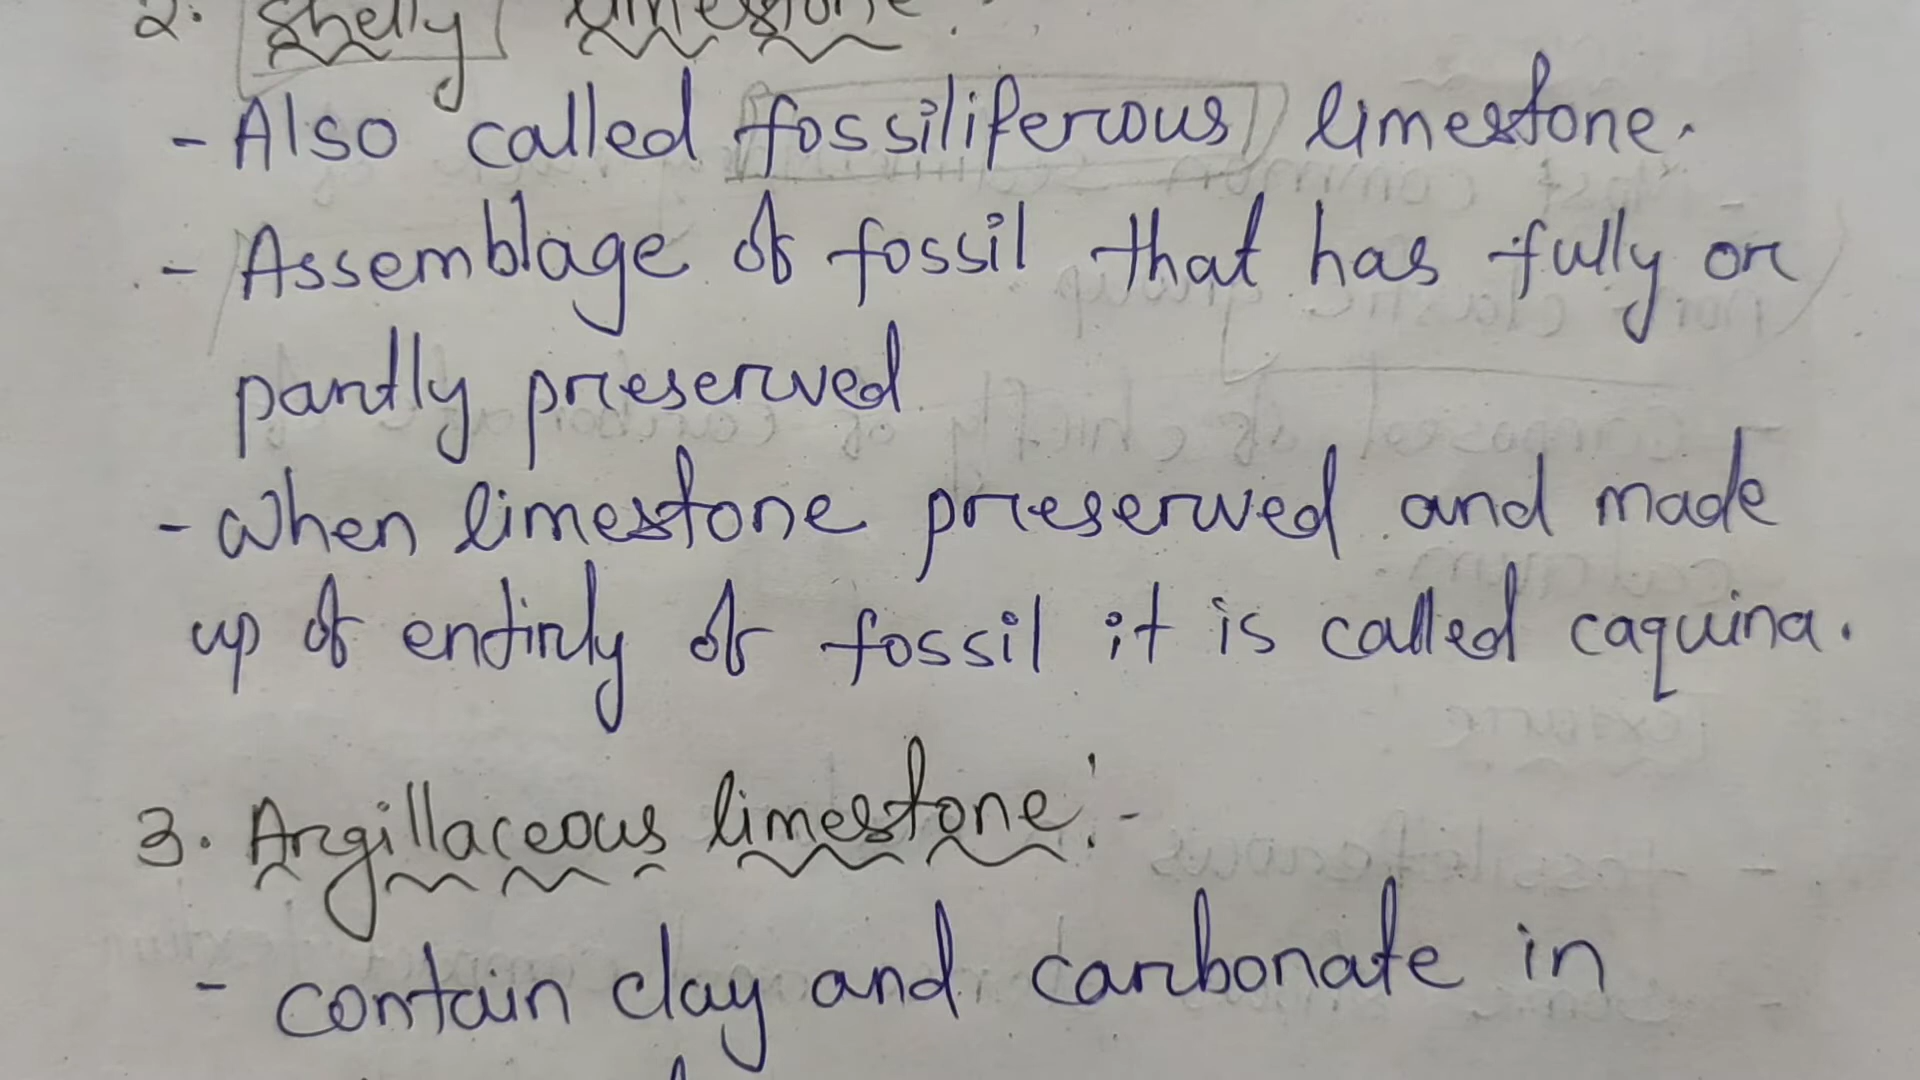 2. Shelly limestone.
- Also called fossiliferous limestone.
- Assemblage of fossil that has fully or
partly preserved
- When limestone preserved and made
up of entirly of fossil it is called caquina.
3. Argillaceous limestone :-
- contain clay and carbonate in